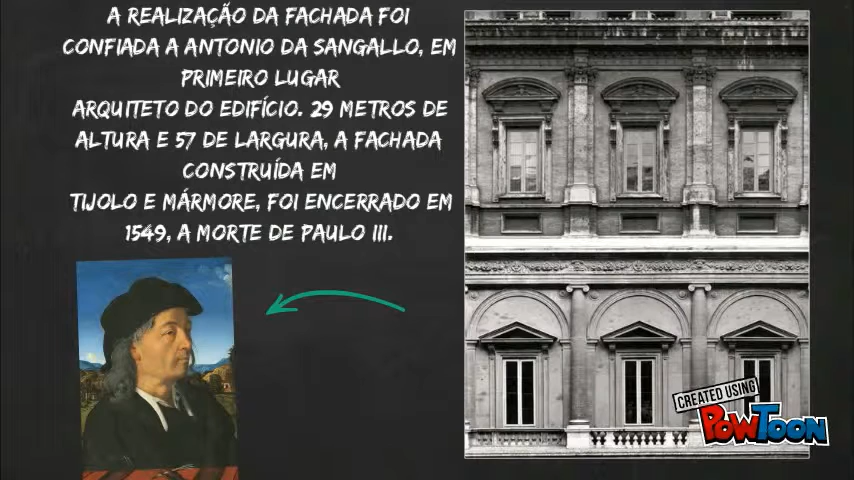 A REALIZAÇÃO DA FACHADA FOI
CONFIADA A ANTONIO DA SANGALLO, EM
PRIMEIRO LUGAR
ARQUITETO DO EDIFÍCIO. 29 METROS DE
ALTURA E 57 DE LARGURA, A FACHADA
CONSTRUÍDA EM
TIJOLO E MÁRMORE, FOI ENCERRADO EM
1549, A MORTE DE PAULO III.
CREATED USING
POWTOON